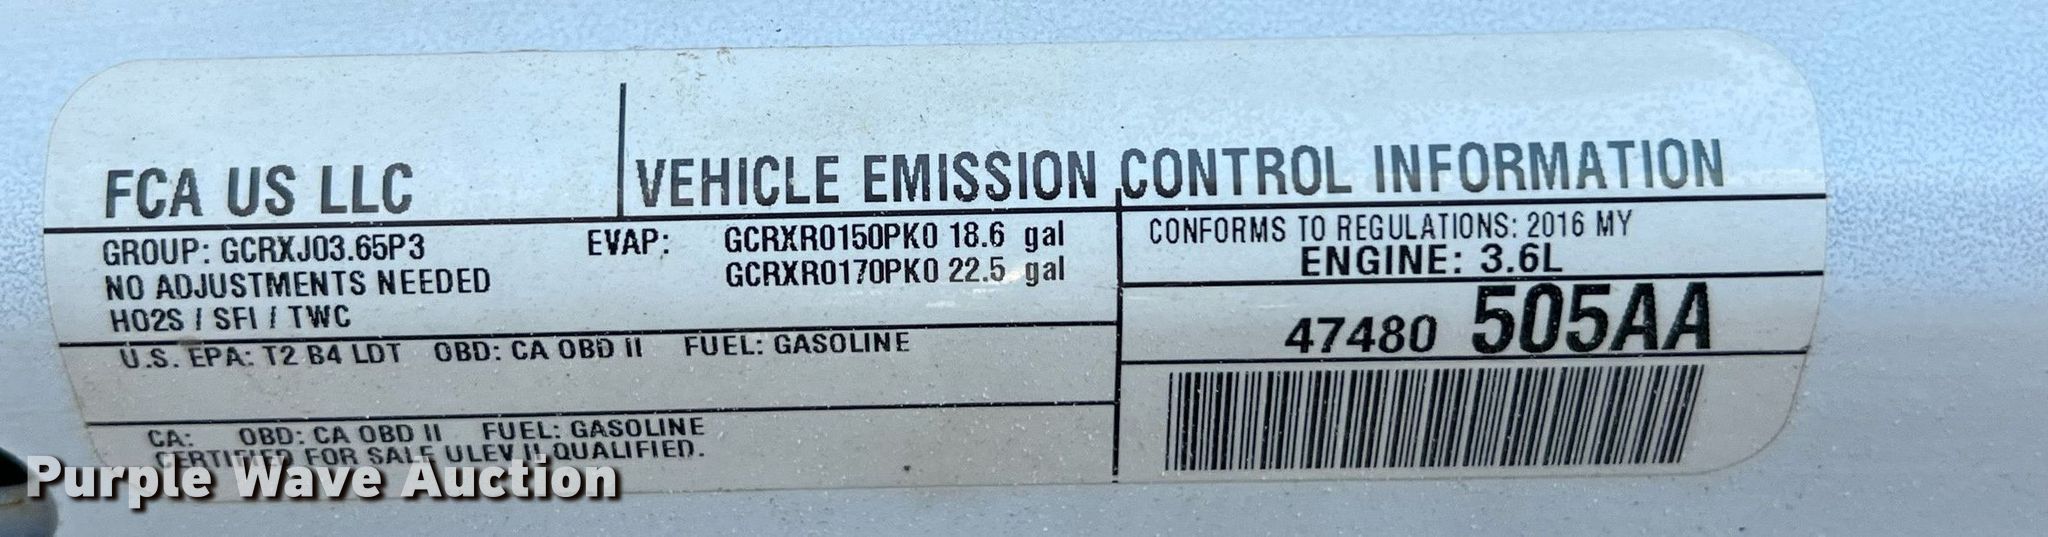 FCA US LLC
VEHICLE EMISSION CONTROL INFORMATION
GROUP: GCRXJ03.65P3
NO ADJUSTMENTS NEEDED
HO2S / SFI / TWC
EVAP: GCRXR0150PK0 18.6 gal
GCRXR0170PK0 22.5 gal
CONFORMS TO REGULATIONS: 2016 MY
ENGINE: 3.6L
47480 505AA
U.S. EPA: T2 B4 LDT OBD: CA OBD II FUEL: GASOLINE
CA: OBD: CA OBD II FUEL: GASOLINE
CERTIFIED FOR SALE ULEV II QUALIFIED.
Purple Wave Auction